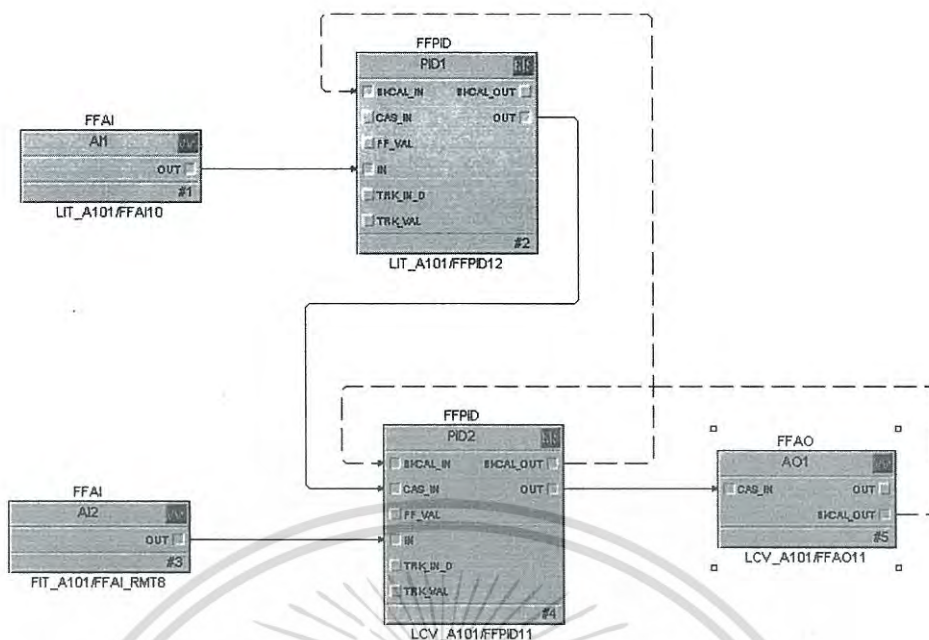 FFPID
PID1
BKCAL_IN BKCAL_OUT
CAS_IN OUT
FF_VAL
IN
TRK_IN_D
TRK_VAL
#2
LIT_A101/FFPID12
FFAI
AI1
OUT
#1
LIT_A101/FFAI10
FFPID
PID2
BKCAL_IN BKCAL_OUT
CAS_IN OUT
FF_VAL
IN
TRK_IN_D
TRK_VAL
#4
LCV_A101/FFPID11
FFAI
AI2
OUT
#3
FIT_A101/FFAI_RMT8
FFAO
AO1
CAS_IN OUT
BKCAL_OUT
#5
LCV_A101/FFAO11